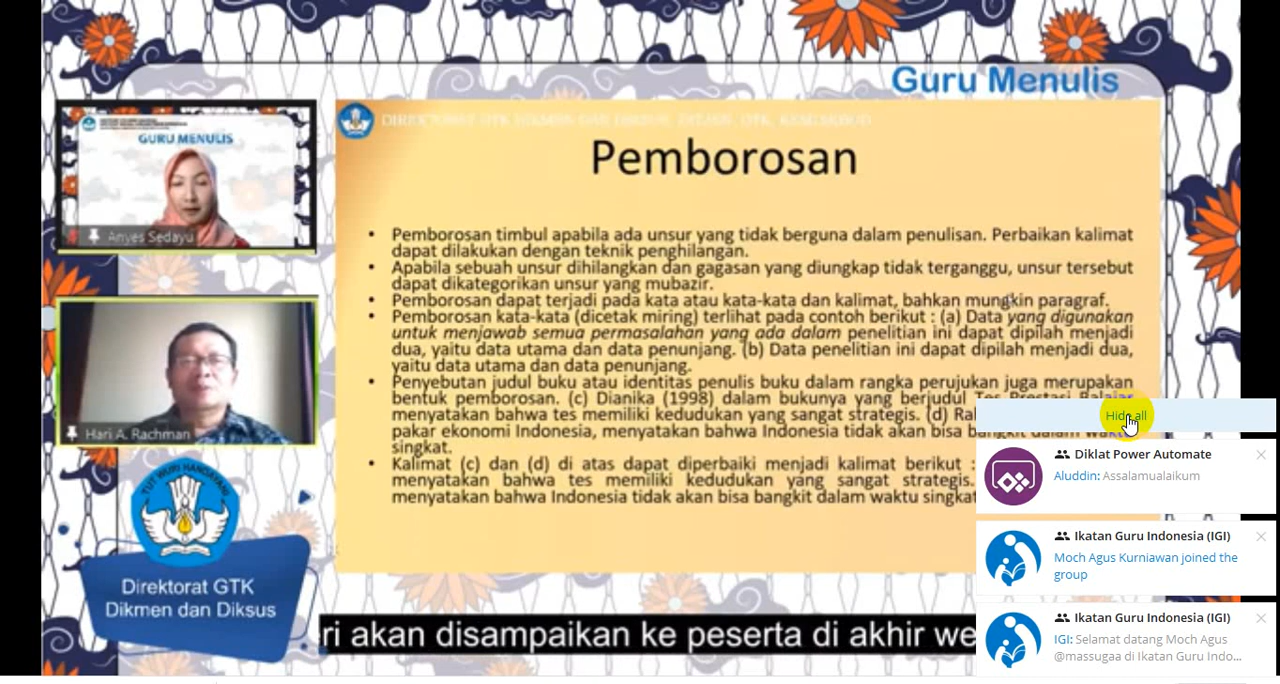 Guru Menulis
GURU MENULIS
Anyes Sedayu
Hari A. Rachman
TUT WURI HANDAYANI
Direktorat GTK
Dikmen dan Diksus
Pemborosan
• Pemborosan timbul apabila ada unsur yang tidak berguna dalam penulisan. Perbaikan kalimat
dapat dilakukan dengan teknik penghilangan.
• Apabila sebuah unsur dihilangkan dan gagasan yang diungkap tidak terganggu, unsur tersebut
dapat dikategorikan unsur yang mubazir.
• Pemborosan dapat terjadi pada kata atau kata-kata dan kalimat, bahkan mungkin paragraf.
• Pemborosan kata-kata (dicetak miring) terlihat pada contoh berikut : (a) Data yang digunakan
untuk menjawab semua permasalahan yang ada dalam penelitian ini dapat dipilah menjadi
dua, yaitu data utama dan data penunjang. (b) Data penelitian ini dapat dipilah menjadi dua,
yaitu data utama dan data penunjang.
• Penyebutan judul buku atau identitas penulis buku dalam rangka perujukan juga merupakan
bentuk pemborosan. (c) Dianika (1998) dalam bukunya yang berjudul Tes Prestasi Belajar
menyatakan bahwa tes memiliki kedudukan yang sangat strategis. (d)
pakar ekonomi Indonesia, menyatakan bahwa Indonesia tidak akan bisa bangkit dalam waktu
singkat.
• Kalimat (c) dan (d) di atas dapat diperbaiki menjadi kalimat berikut :
menyatakan bahwa tes memiliki kedudukan yang sangat strategis.
menyatakan bahwa Indonesia tidak akan bisa bangkit dalam waktu singkat
ri akan disampaikan ke peserta di akhir we
Hide all
Diklat Power Automate
Aluddin: Assalamualaikum
Ikatan Guru Indonesia (IGI)
Moch Agus Kurniawan joined the
group
Ikatan Guru Indonesia (IGI)
IGI: Selamat datang Moch Agus
@massugaa di Ikatan Guru Indo...